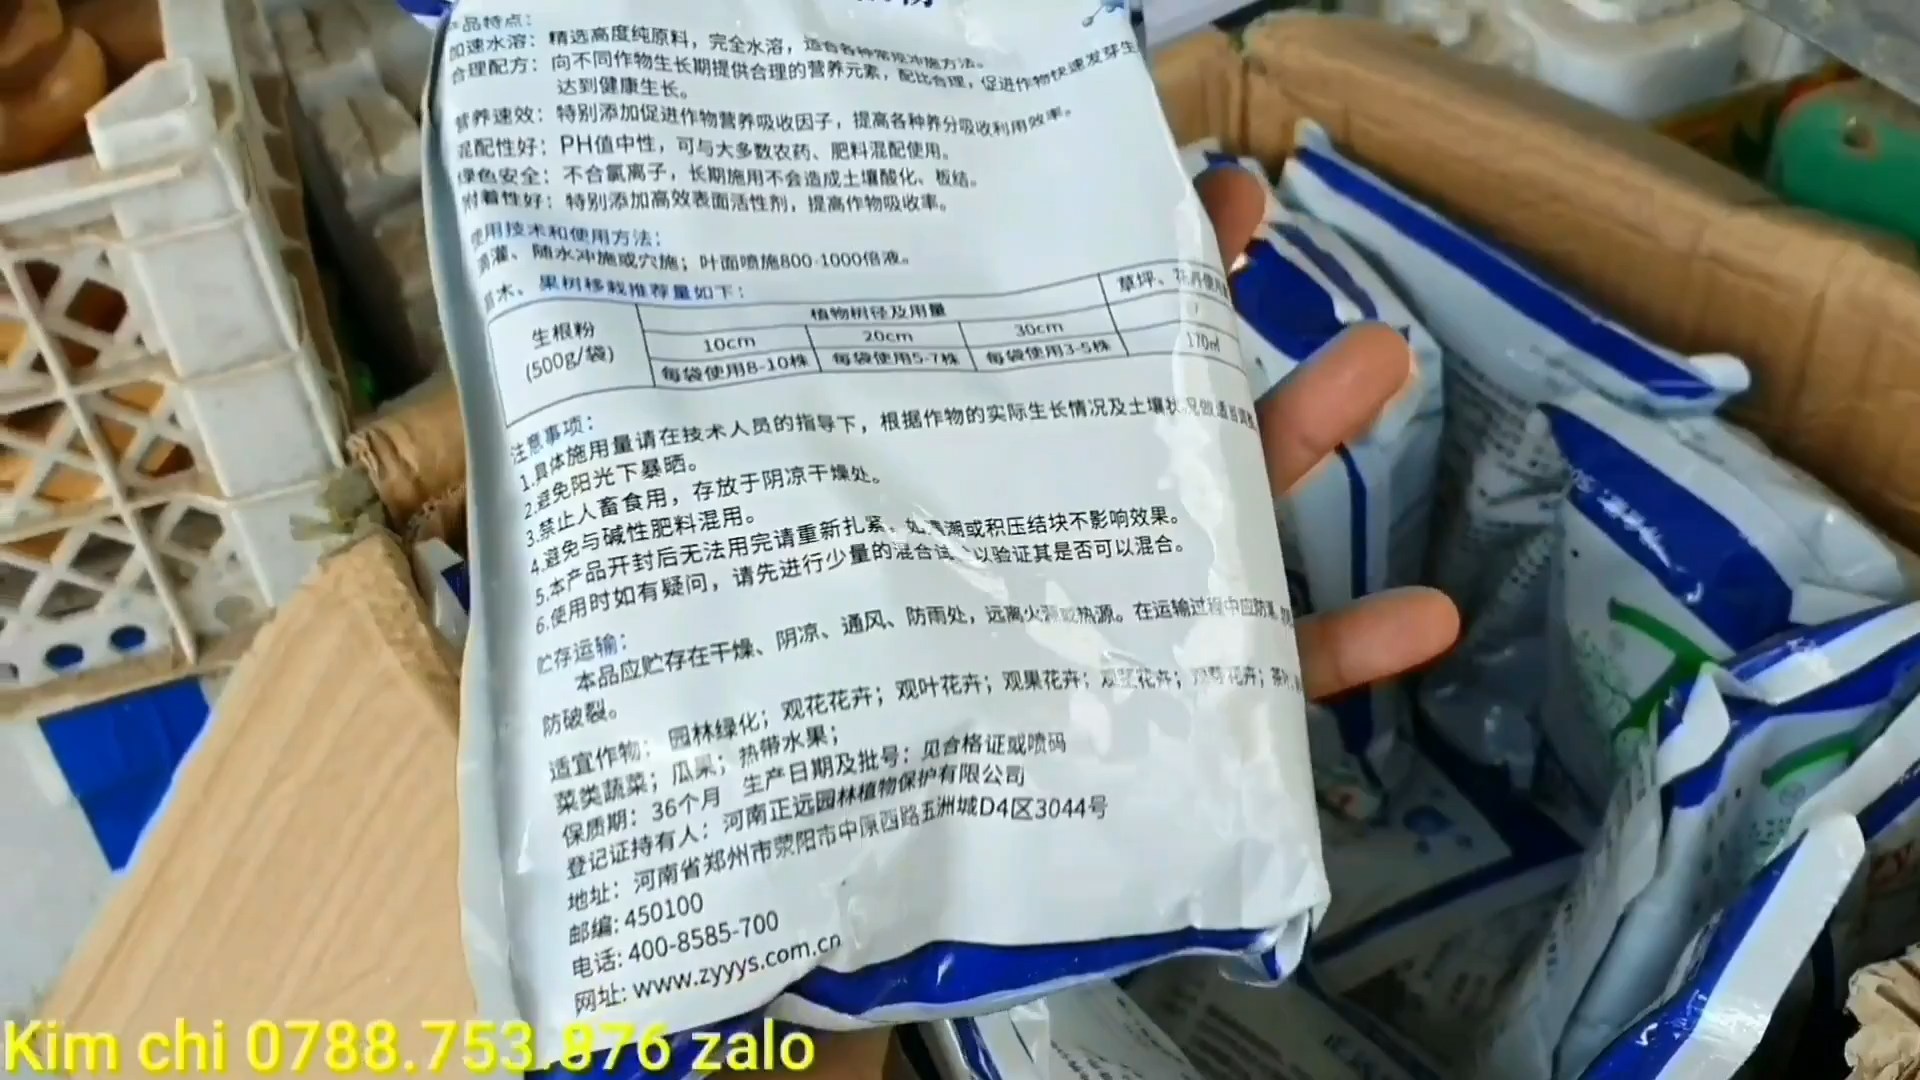 产品特点：
加速水溶：精选高度纯原料，完全水溶，适合各种常规冲施方法。
合理配方：向不同作物生长期提供合理的营养元素，配比合理，促进作物快速发芽生
达到健康生长。
营养速效：特别添加促进作物营养吸收因子，提高各种养分吸收利用效率。
混配性好：PH值中性，可与大多数农药、肥料混配使用。
绿色安全：不含氯离子，长期施用不会造成土壤酸化、板结。
附着性好：特别添加高效表面活性剂，提高作物吸收率。
使用技术和使用方法：
滴灌、随水冲施或穴施；叶面喷施800-1000倍液。
苗木、果树移栽推荐量如下：
生根粉
(500g/袋)
植物树径及用量
草坪、花卉使用
10cm 20cm 30cm /
每袋使用8-10株 每袋使用5-7株 每袋使用3-5株 170㎡
注意事项：
1.具体施用量请在技术人员的指导下，根据作物的实际生长情况及土壤状况做适当调整
2.避免阳光下暴晒。
3.禁止人畜食用，存放于阴凉干燥处。
4.避免与碱性肥料混用。
5.本产品开封后无法用完请重新扎紧，如遇潮或积压结块不影响效果。
6.使用时如有疑问，请先进行少量的混合试 以验证其是否可以混合。
贮存运输：
本品应贮存在干燥、阴凉、通风、防雨处，远离火源或热源。在运输过程中应防潮
防破裂。
适宜作物：园林绿化；观花花卉；观叶花卉；观果花卉；观茎花卉；观芽花卉；茶
菜类蔬菜；瓜果；热带水果；
保质期：36个月 生产日期及批号：见合格证或喷码
登记证持有人：河南正远园林植物保护有限公司
地址：河南省郑州市荥阳市中原西路五洲城D4区3044号
邮编：450100
电话：400-8585-700
网址：www.zyyys.com.cn
Kim chi 0788.753.876 zalo